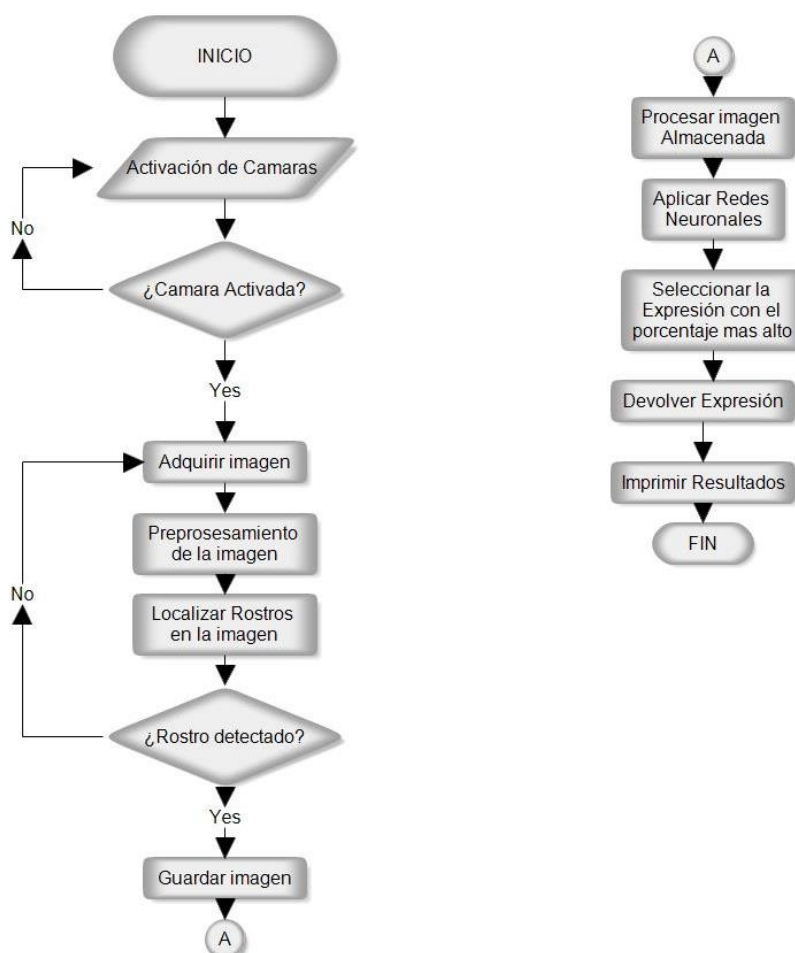 INICIO
Activación de Camaras
No
¿Camara Activada?
Yes
Adquirir imagen
Preprosesamiento
de la imagen
No
Localizar Rostros
en la imagen
¿Rostro detectado?
Yes
Guardar imagen
A
A
Procesar imagen
Almacenada
Aplicar Redes
Neuronales
Seleccionar la
Expresión con el
porcentaje mas alto
Devolver Expresión
Imprimir Resultados
FIN